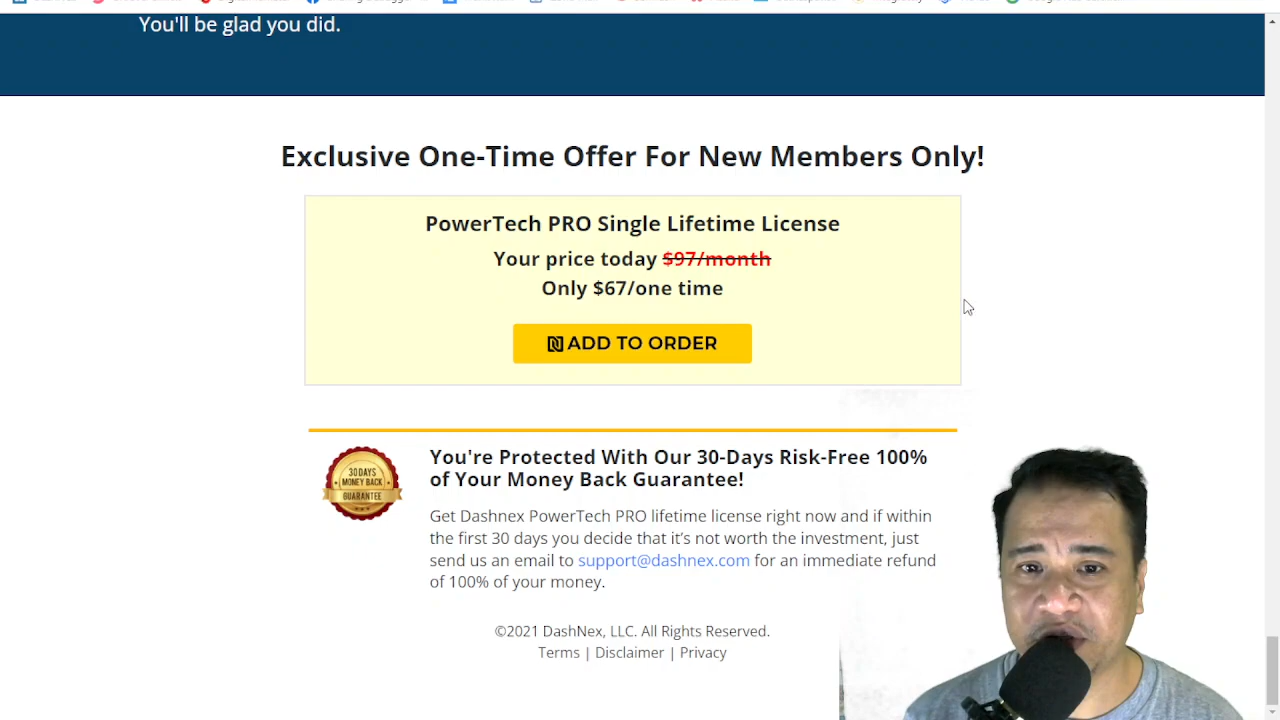 You'll be glad you did.
Exclusive One-Time Offer For New Members Only!
PowerTech PRO Single Lifetime License
Your price today $97/month
Only $67/one time
ADD TO ORDER
30 DAYS
MONEY BACK
GUARANTEE
You're Protected With Our 30-Days Risk-Free 100%
of Your Money Back Guarantee!
Get Dashnex PowerTech PRO lifetime license right now and if within
the first 30 days you decide that it's not worth the investment, just
send us an email to support@dashnex.com for an immediate refund
of 100% of your money.
©2021 DashNex, LLC. All Rights Reserved.
Terms | Disclaimer | Privacy